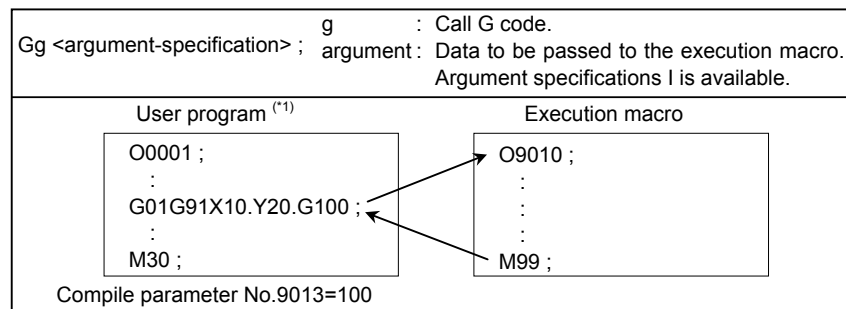 Gg <argument-specification> ;
g : Call G code.
argument : Data to be passed to the execution macro.
Argument specifications I is available.
User program (*1)
O0001 ;
:
G01G91X10.Y20.G100 ;
:
M30 ;
Compile parameter No.9013=100
Execution macro
O9010 ;
:
:
:
M99 ;